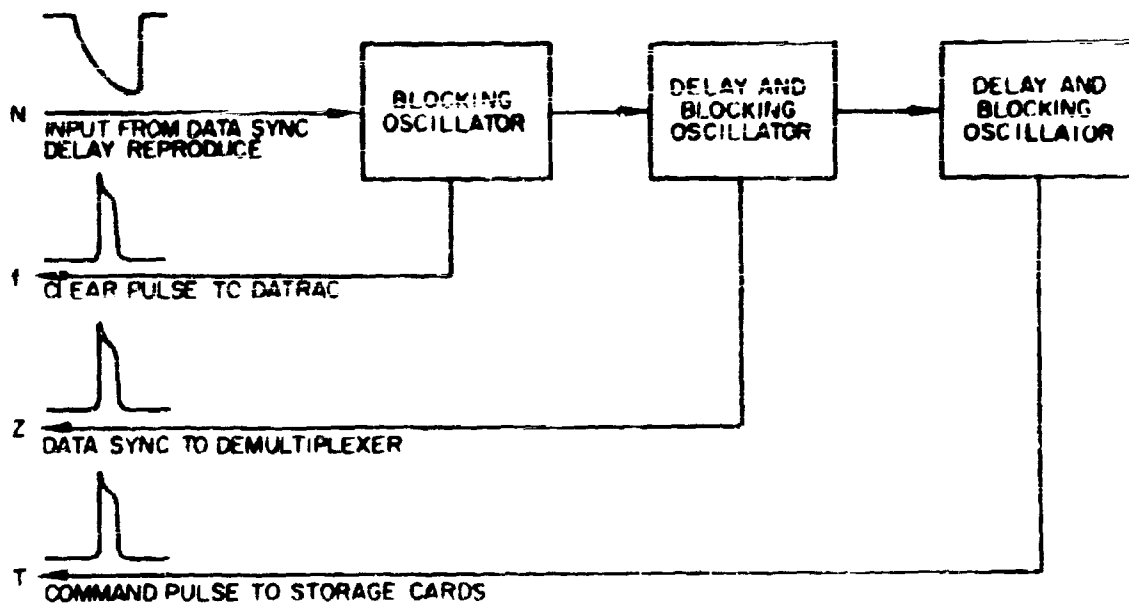 N
INPUT FROM DATA SYNC
DELAY REPRODUCE
BLOCKING
OSCILLATOR
DELAY AND
BLOCKING
OSCILLATOR
DELAY AND
BLOCKING
OSCILLATOR
f
CLEAR PULSE TO DATRAC
Z
DATA SYNC TO DEMULTIPLEXER
T
COMMAND PULSE TO STORAGE CARDS